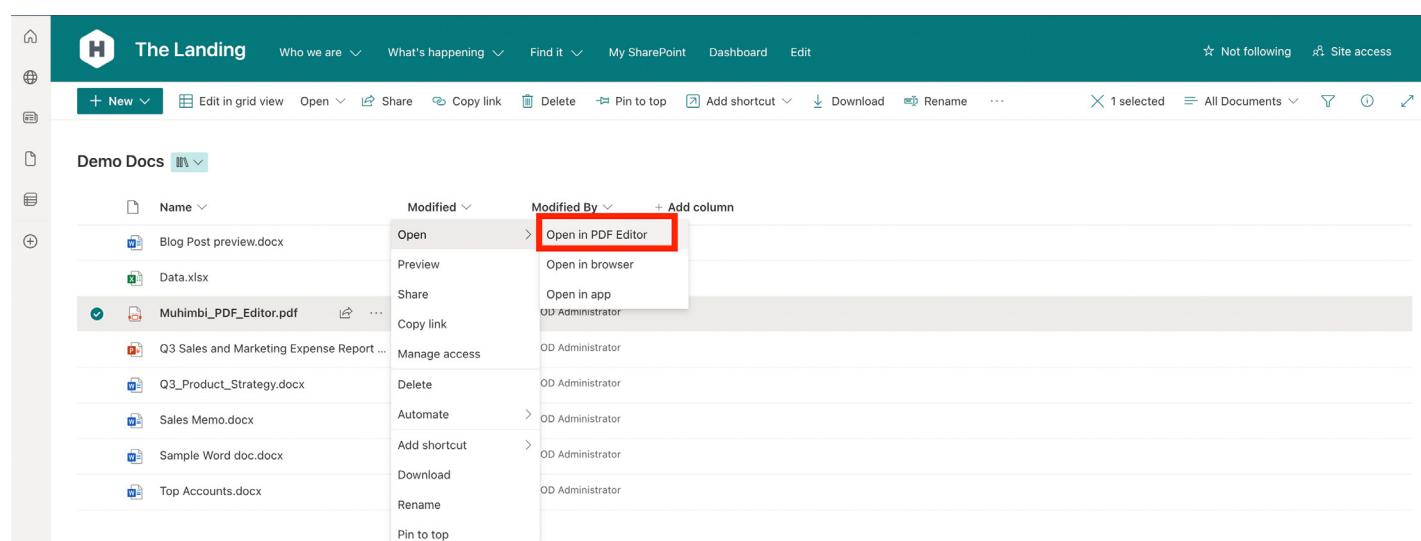 H The Landing Who we are What's happening Find it My SharePoint Dashboard Edit Not following Site access
New Edit in grid view Open Share Copy link Delete Pin to top Add shortcut Download Rename ... 1 selected All Documents
Demo Docs
Name Modified Modified By + Add column
Open Open in PDF Editor
Blog Post preview.docx
Preview Open in browser
Data.xlsx
Share Open in app
Muhimbi_PDF_Editor.pdf ... OD Administrator
Copy link
Q3 Sales and Marketing Expense Report ... OD Administrator
Manage access
Q3_Product_Strategy.docx Delete OD Administrator
Automate
Sales Memo.docx OD Administrator
Add shortcut
Sample Word doc.docx OD Administrator
Download
Top Accounts.docx OD Administrator
Rename
Pin to top